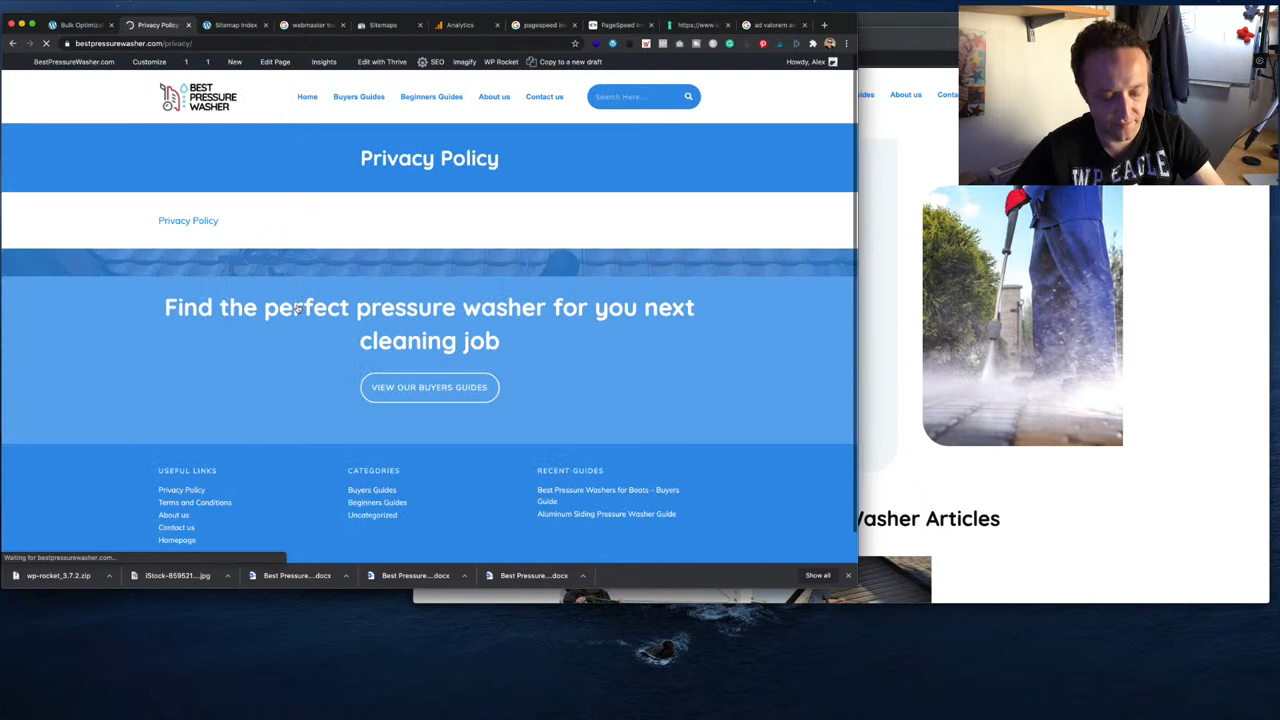 Bulk Optimizat
Privacy Policy
Sitemap Index
webmaster too
Sitemaps
Analytics
pagespeed ins
PageSpeed In
https://www.
ad valorem ac
bestpressurewasher.com/privacy/
BestPressureWasher.com
Customize
1
1
New
Edit Page
Insights
Edit with Thrive
SEO
Imagify
WP Rocket
Copy to a new draft
Howdy, Alex
BEST
PRESSURE
WASHER
Home
Buyers Guides
Beginners Guides
About us
Contact us
Search Here...
About us
WP EAGLE
Privacy Policy
Privacy Policy
Find the perfect pressure washer for you next
cleaning job
VIEW OUR BUYERS GUIDES
USEFUL LINKS
Privacy Policy
Terms and Conditions
About us
Contact us
Homepage
CATEGORIES
Buyers Guides
Beginners Guides
Uncategorized
RECENT GUIDES
Best Pressure Washers for Boats – Buyers
Guide
Aluminum Siding Pressure Washer Guide
Washer Articles
Waiting for bestpressurewasher.com...
wp-rocket_3.7.2.zip
iStock-859521....jpg
Best Pressure....docx
Best Pressure....docx
Best Pressure....docx
Show all